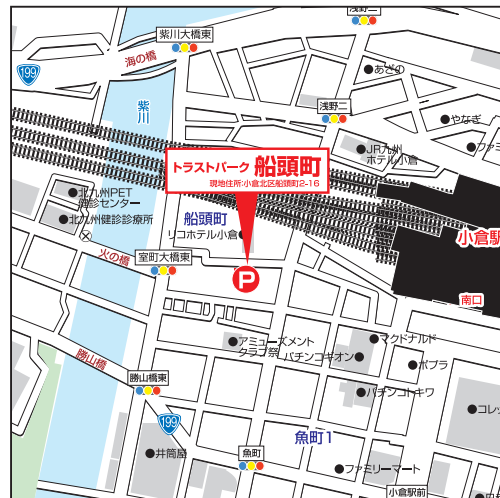 浅野二
紫川大橋東
海の橋
199
あさの
浅野二
やなぎ
紫川
JR九州
ホテル小倉
ファミ
トラストパーク 船頭町
現地住所:小倉北区船頭町2-16
北九州PET
健診センター
北九州健診診療所
船頭町
リコホテル小倉
小倉駅
火の橋
室町大橋東
P
南口
アミューズメント
クラブ祭
マクドナルド
パチンコキオン
ポプラ
勝山橋
勝山橋東
パチンコトキワ
コレッ
199
魚町1
井筒屋
魚町
ファミリーマート
小倉駅前